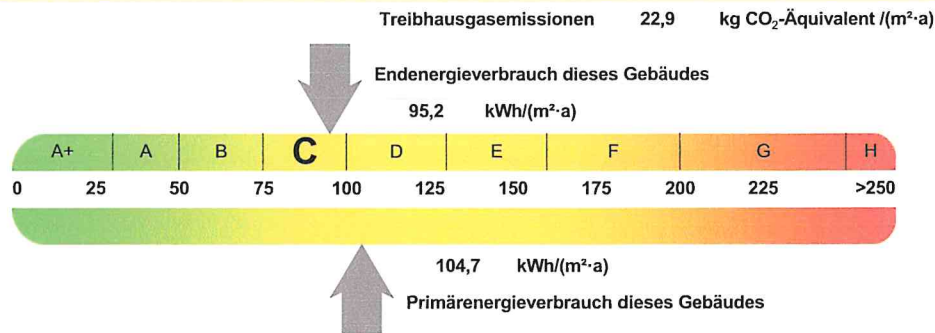 Treibhausgasemissionen 22,9 kg CO₂-Äquivalent /(m²·a)
Endenergieverbrauch dieses Gebäudes
95,2 kWh/(m²·a)
A+ A B C D E F G H
0 25 50 75 100 125 150 175 200 225 >250
104,7 kWh/(m²·a)
Primärenergieverbrauch dieses Gebäudes